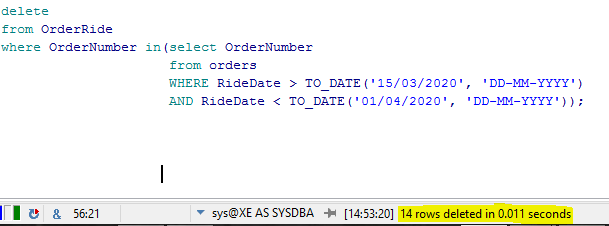 delete
from OrderRide
where OrderNumber in(select OrderNumber
from orders
WHERE RideDate > TO_DATE('15/03/2020', 'DD-MM-YYYY')
AND RideDate < TO_DATE('01/04/2020', 'DD-MM-YYYY'));
& 56:21 sys@XE AS SYSDBA [14:53:20] 14 rows deleted in 0.011 seconds